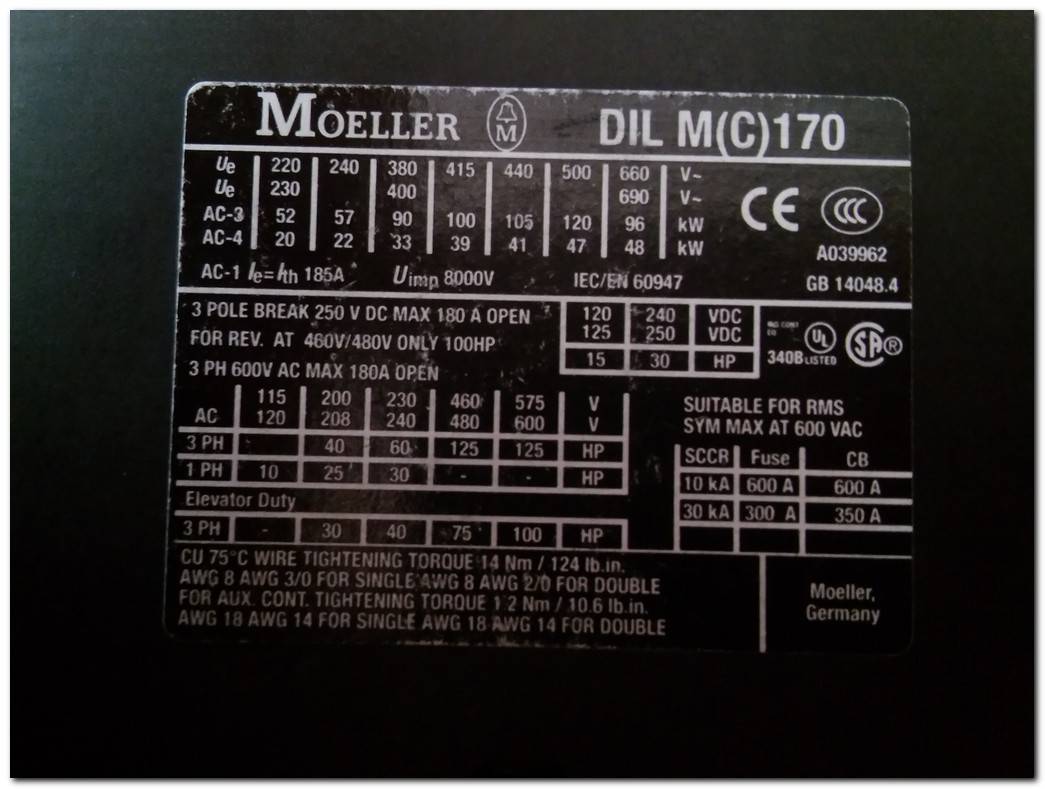 MOELLER M DIL M(C)170
Ue 220 240 380 415 440 500 660 V~
Ue 230 400 690 V~
AC-3 52 57 90 100 105 120 96 kW
AC-4 20 22 33 39 41 47 48 kW
CE CCC
A039962
AC-1 Ie=Ith 185A Uimp 8000V IEC/EN 60947 GB 14048.4
3 POLE BREAK 250 V DC MAX 180 A OPEN
FOR REV. AT 460V/480V ONLY 100HP
3 PH 600V AC MAX 180A OPEN
120 240 VDC
125 250 VDC
15 30 HP
IND CONT
EQ
UL
340B LISTED
SA®
115 200 230 460 575 V
AC 120 208 240 480 600 V
3 PH 40 60 125 125 HP
1 PH 10 25 30 - - HP
Elevator Duty
3 PH - 30 40 75 100 HP
SUITABLE FOR RMS
SYM MAX AT 600 VAC
SCCR Fuse CB
10 kA 600 A 600 A
30 kA 300 A 350 A
CU 75°C WIRE TIGHTENING TORQUE 14 Nm / 124 lb.in.
AWG 8 AWG 3/0 FOR SINGLE AWG 8 AWG 2/0 FOR DOUBLE
FOR AUX. CONT. TIGHTENING TORQUE 1.2 Nm / 10.6 lb.in.
AWG 18 AWG 14 FOR SINGLE AWG 18 AWG 14 FOR DOUBLE
Moeller,
Germany